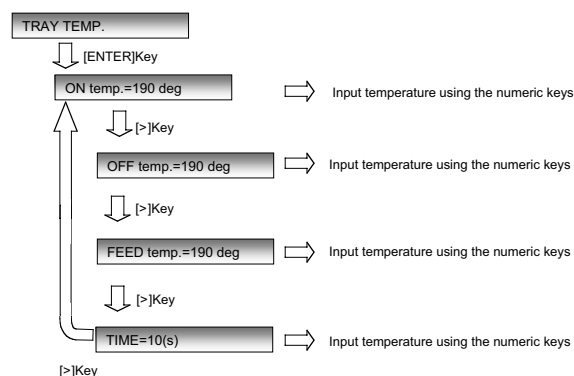 TRAY TEMP.
[ENTER]Key
ON temp.=190 deg
Input temperature using the numeric keys
[>]Key
OFF temp.=190 deg
Input temperature using the numeric keys
[>]Key
FEED temp.=190 deg
Input temperature using the numeric keys
[>]Key
TIME=10(s)
Input temperature using the numeric keys
[>]Key